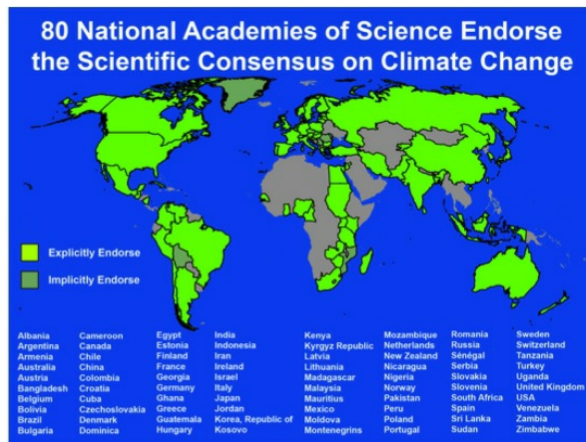 80 National Academies of Science Endorse
the Scientific Consensus on Climate Change
Explicitly Endorse
Implicitly Endorse
Albania
Argentina
Armenia
Australia
Austria
Bangladesh
Belgium
Bolivia
Brazil
Bulgaria
Cameroon
Canada
Chile
China
Colombia
Croatia
Cuba
Czechoslovakia
Denmark
Dominica
Egypt
Estonia
Finland
France
Georgia
Germany
Ghana
Greece
Guatemala
Hungary
India
Indonesia
Iran
Ireland
Israel
Italy
Japan
Jordan
Korea, Republic of
Kosovo
Kenya
Kyrgyz Republic
Latvia
Lithuania
Madagascar
Malaysia
Mauritius
Mexico
Moldova
Montenegrins
Mozambique
Netherlands
New Zealand
Nicaragua
Nigeria
Norway
Pakistan
Peru
Poland
Portugal
Romania
Russia
Sénégal
Serbia
Slovakia
Slovenia
South Africa
Spain
Sri Lanka
Sudan
Sweden
Switzerland
Tanzania
Turkey
Uganda
United Kingdom
USA
Venezuela
Zambia
Zimbabwe